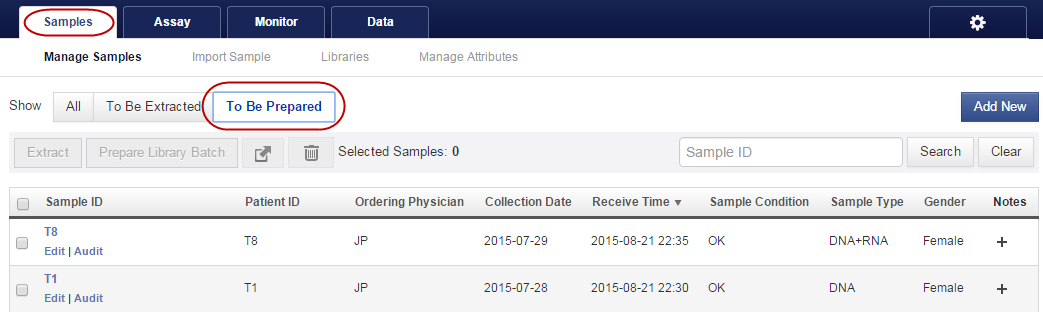 Samples Assay Monitor Data
Manage Samples Import Sample Libraries Manage Attributes
Show All To Be Extracted To Be Prepared Add New
Extract Prepare Library Batch Selected Samples: 0 Sample ID Search Clear
Sample ID Patient ID Ordering Physician Collection Date Receive Time Sample Condition Sample Type Gender Notes
T8
T8 JP 2015-07-29 2015-08-21 22:35 OK DNA+RNA Female +
Edit | Audit
T1
T1 JP 2015-07-28 2015-08-21 22:30 OK DNA Female +
Edit | Audit